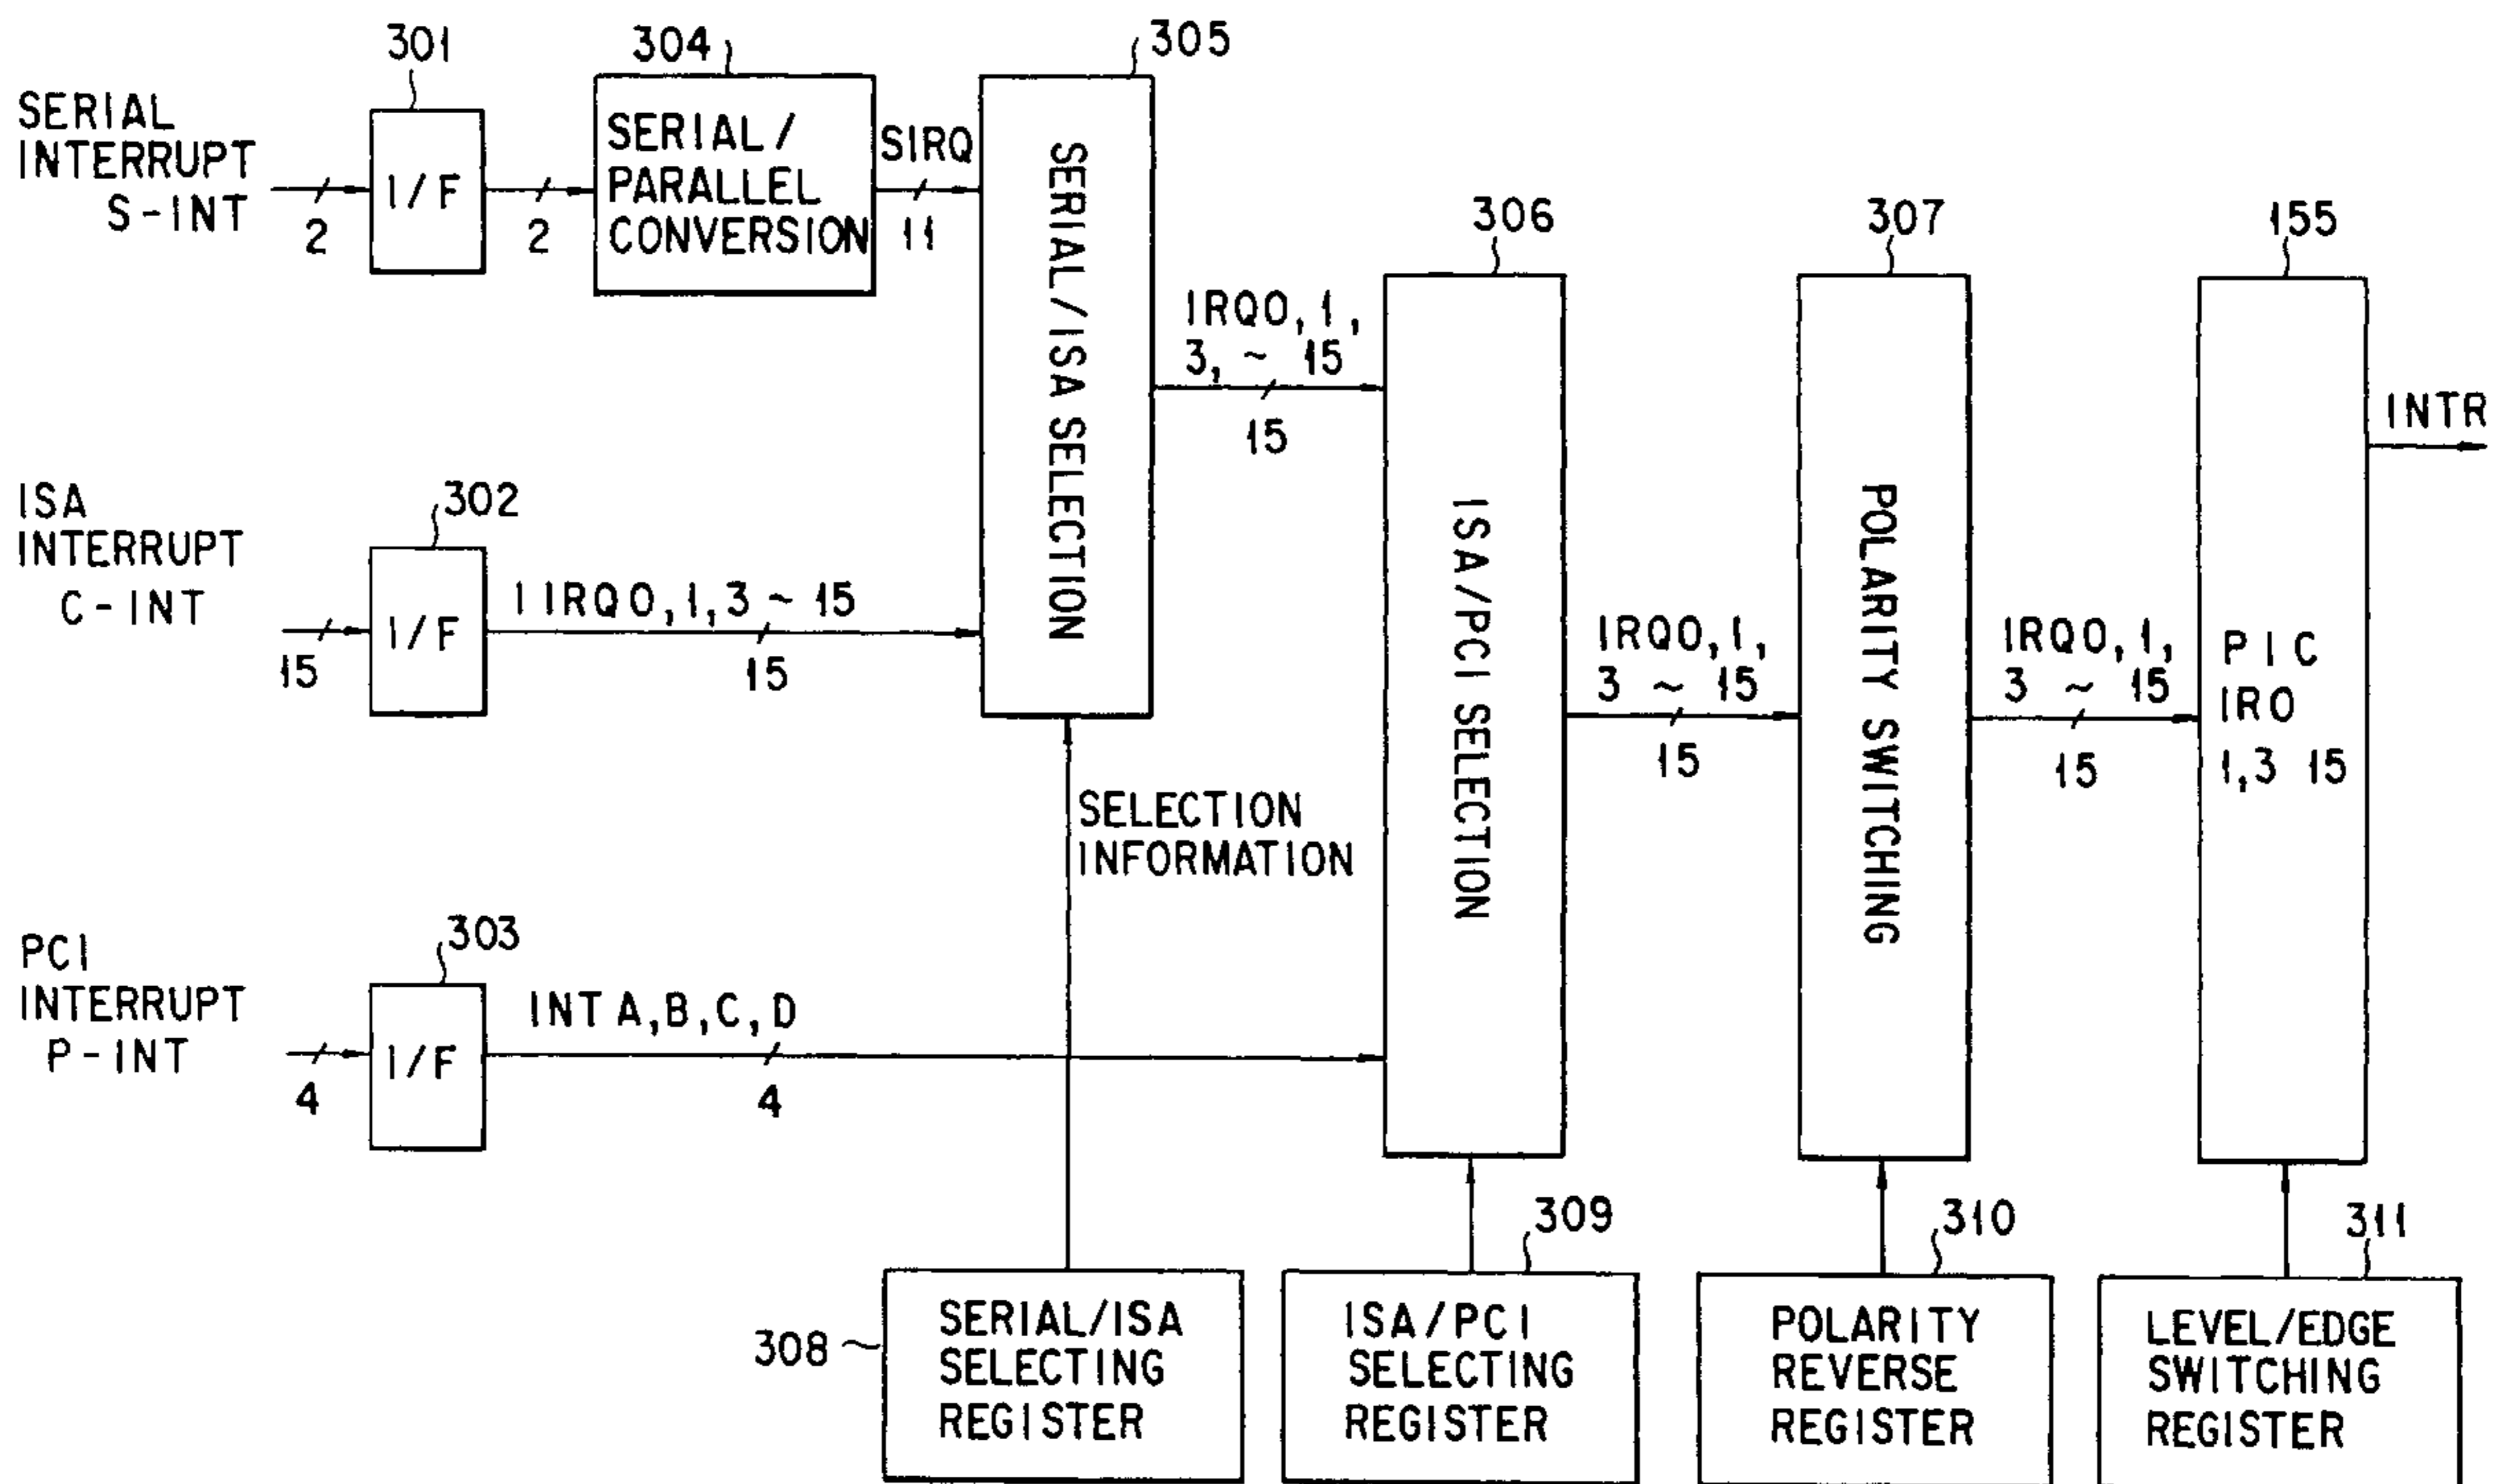 301
304
305
SERIAL
INTERRUPT
S-INT
2
I/F
2
SERIAL/
PARALLEL
CONVERSION
SIRQ
11
SERIAL/ISA SELECTION
306
307
155
IRQ0, 1,
3, ~ 15
15
INTR
ISA
INTERRUPT
C-INT
15
302
I/F
IIRQ0, 1, 3 ~ 15
15
ISA/PCI SELECTION
IRQ0, 1,
3 ~ 15
15
POLARITY SWITCHING
IRQ0, 1,
3 ~ 15
15
PIC
IR0
1,3 15
SELECTION
INFORMATION
PCI
INTERRUPT
P-INT
4
303
I/F
INT A, B, C, D
4
308
SERIAL/ISA
SELECTING
REGISTER
309
ISA/PCI
SELECTING
REGISTER
310
POLARITY
REVERSE
REGISTER
311
LEVEL/EDGE
SWITCHING
REGISTER